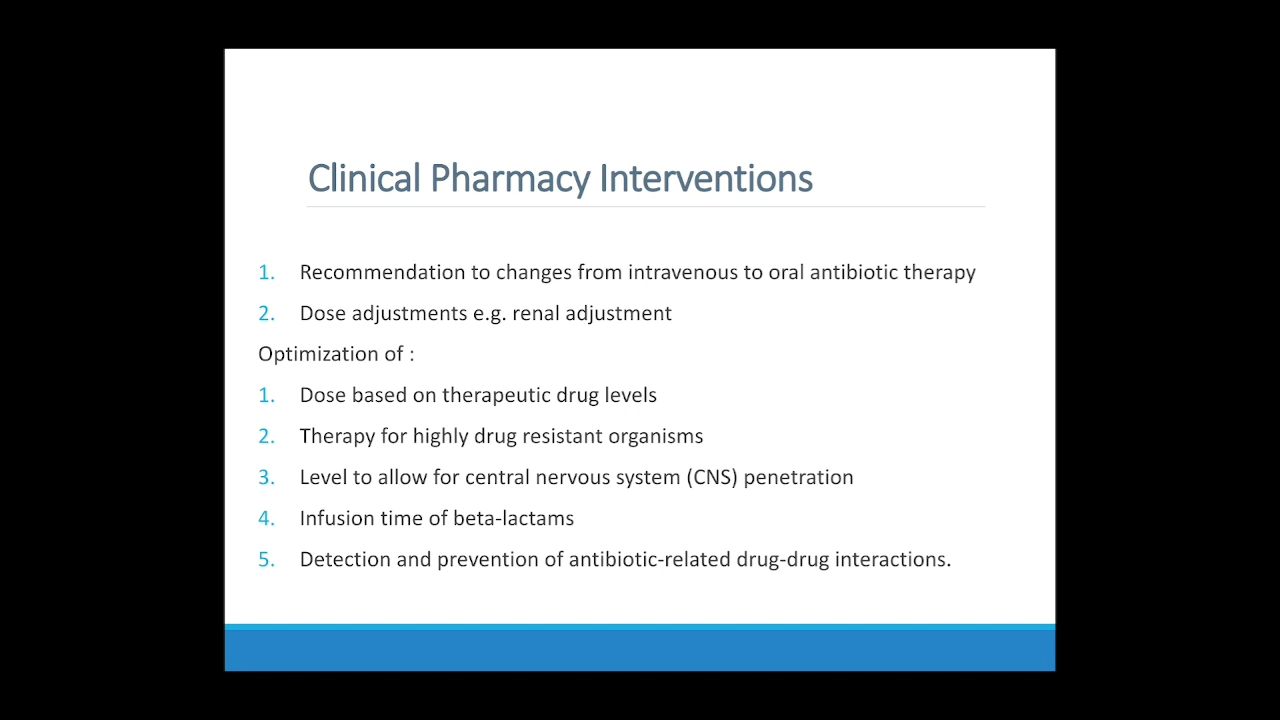 Clinical Pharmacy Interventions
1. Recommendation to changes from intravenous to oral antibiotic therapy
2. Dose adjustments e.g. renal adjustment
Optimization of :
1. Dose based on therapeutic drug levels
2. Therapy for highly drug resistant organisms
3. Level to allow for central nervous system (CNS) penetration
4. Infusion time of beta-lactams
5. Detection and prevention of antibiotic-related drug-drug interactions.